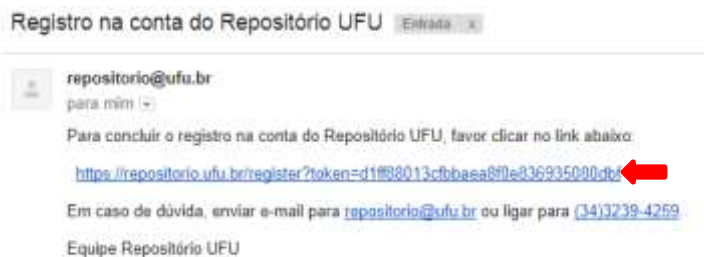 Registro na conta do Repositório UFU Entrada x
repositorio@ufu.br
para mim
Para concluir o registro na conta do Repositório UFU, favor clicar no link abaixo:
https://repositorio.ufu.br/register?token=d1ff88013cfbbaea8f0e836935080dbf
Em caso de dúvida, enviar e-mail para repositorio@ufu.br ou ligar para (34)3239-4259.
Equipe Repositório UFU